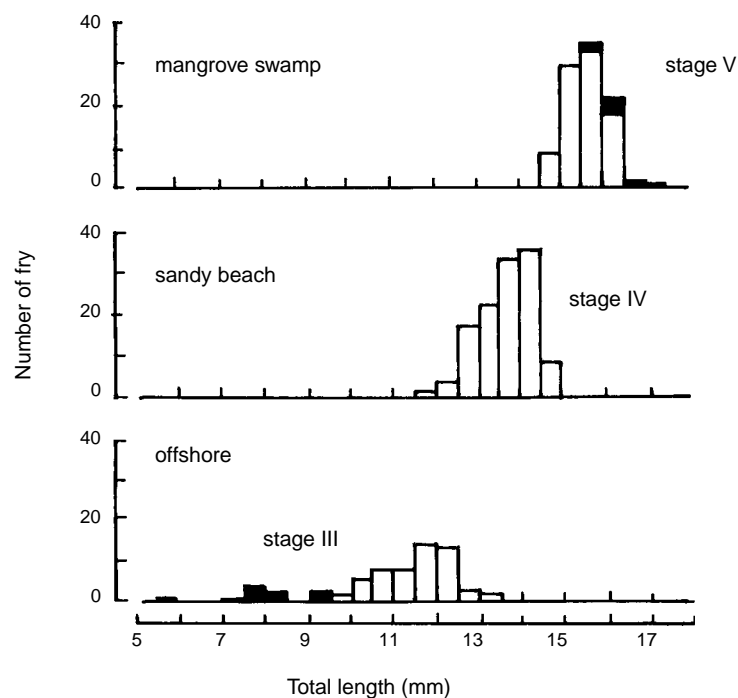 40
mangrove swamp
stage V
20
0
40
sandy beach
stage IV
20
0
Number of fry
40
offshore
20
stage III
0
5 7 9 11 13 15 17
Total length (mm)